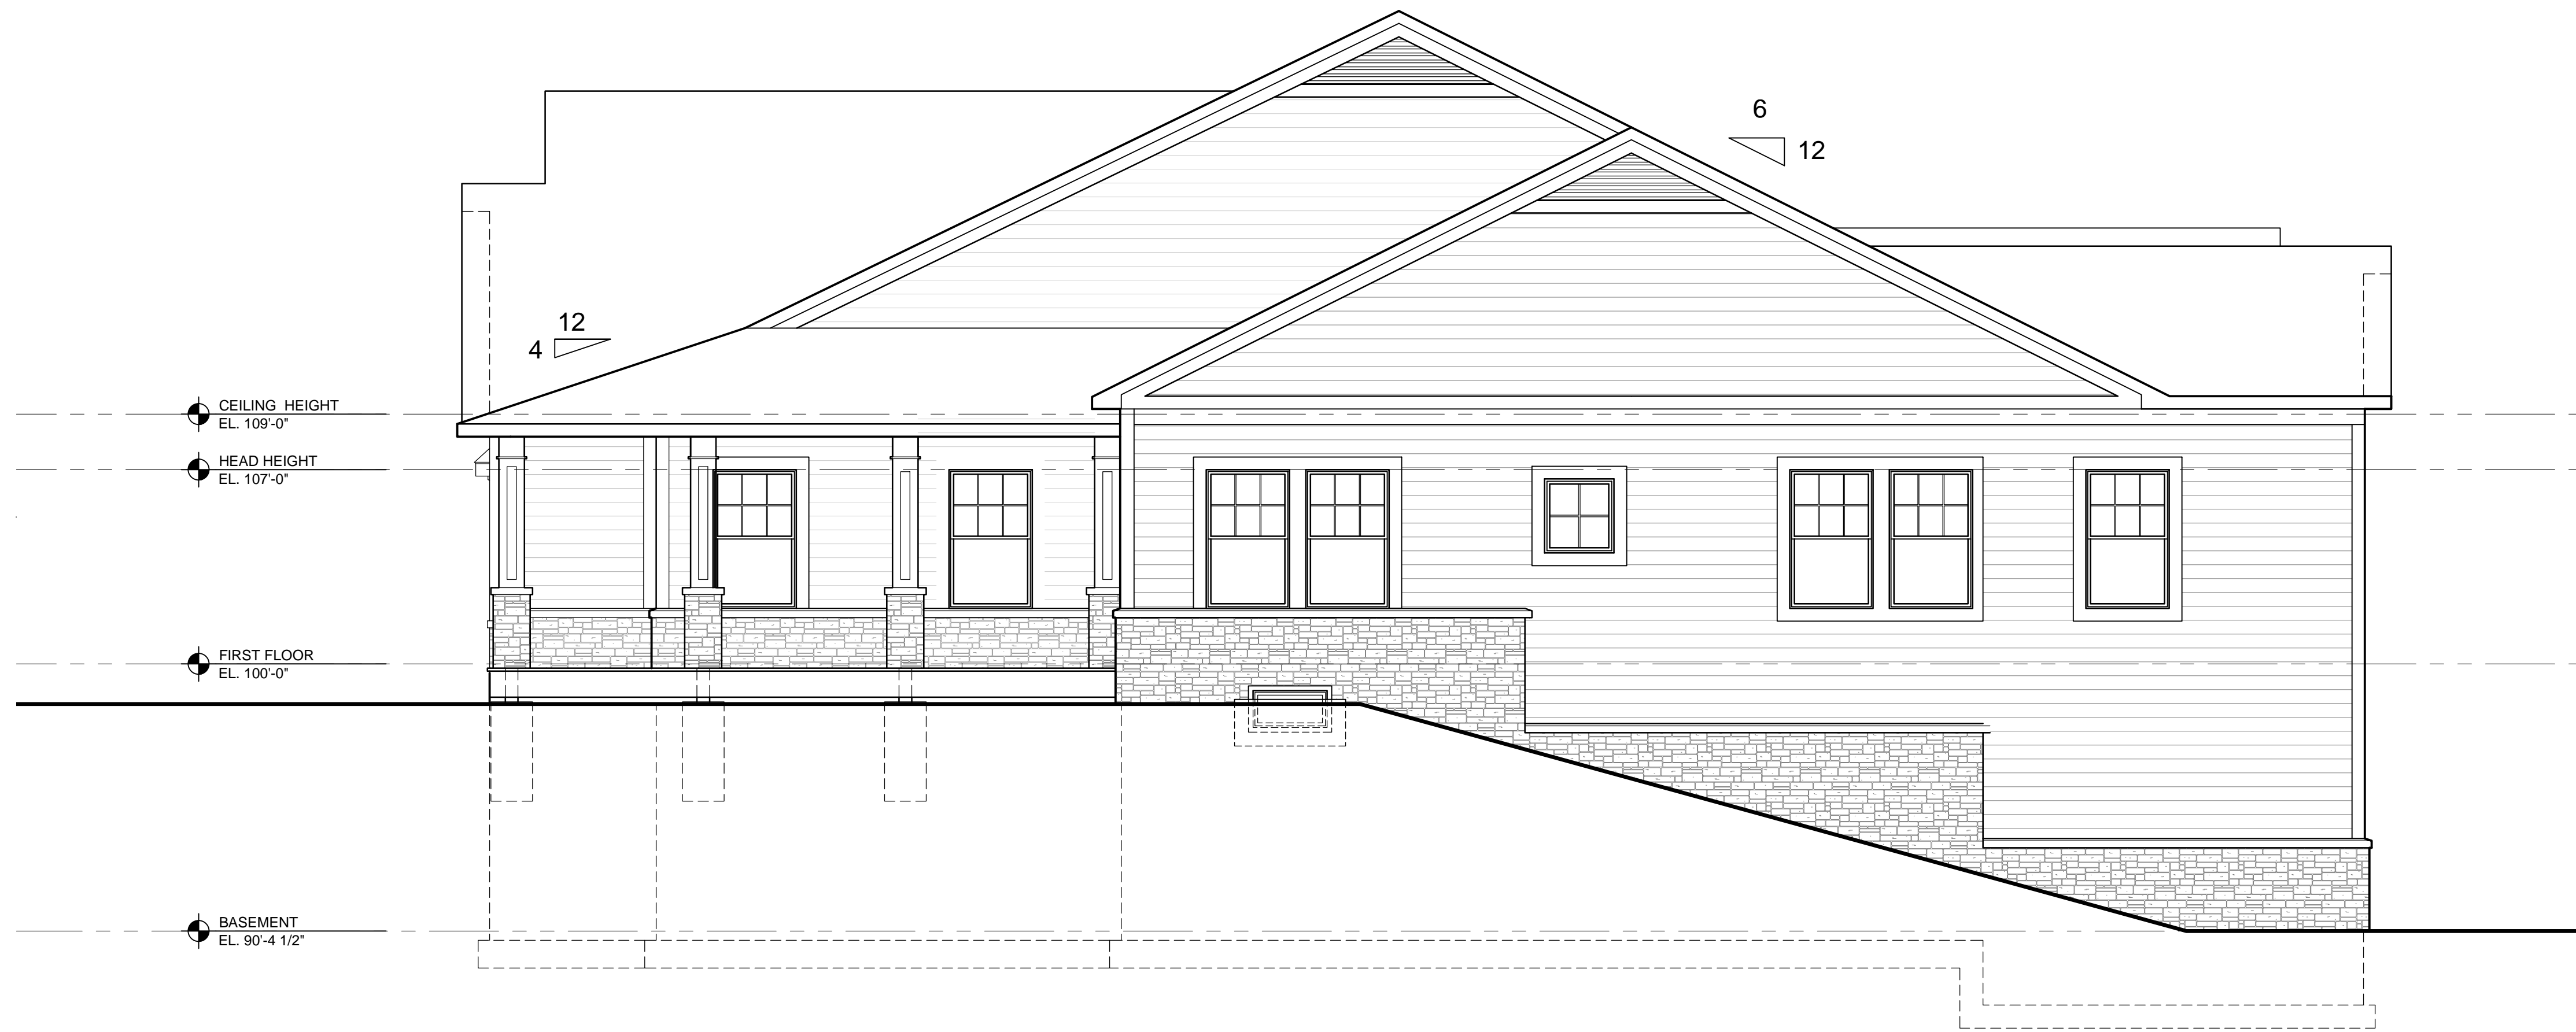 6
12
12
4
CEILING HEIGHT
EL. 109'-0"
HEAD HEIGHT
EL. 107'-0"
FIRST FLOOR
EL. 100'-0"
BASEMENT
EL. 90'-4 1/2"